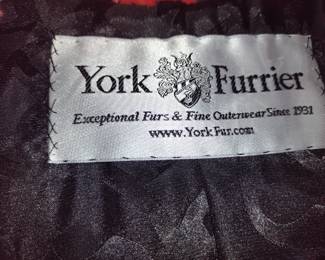 York Furrier
Exceptional Furs & Fine Outerwear Since 1931
www.YorkFur.com